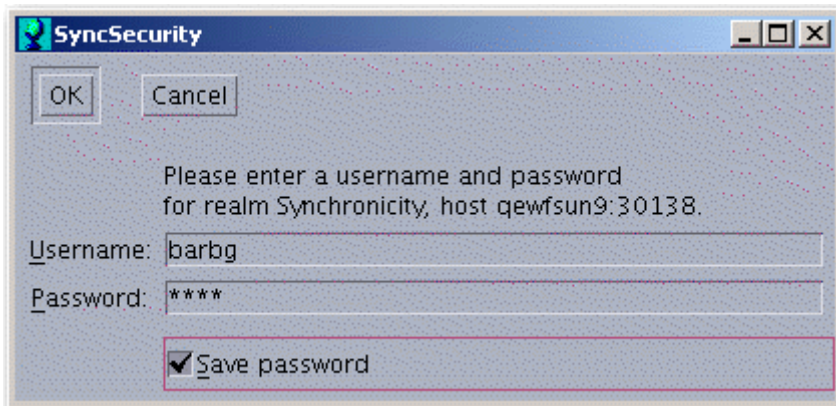 SyncSecurity
OK Cancel
Please enter a username and password
for realm Synchronicity, host qewfsun9:30138.
Username: barbg
Password: ****
Save password